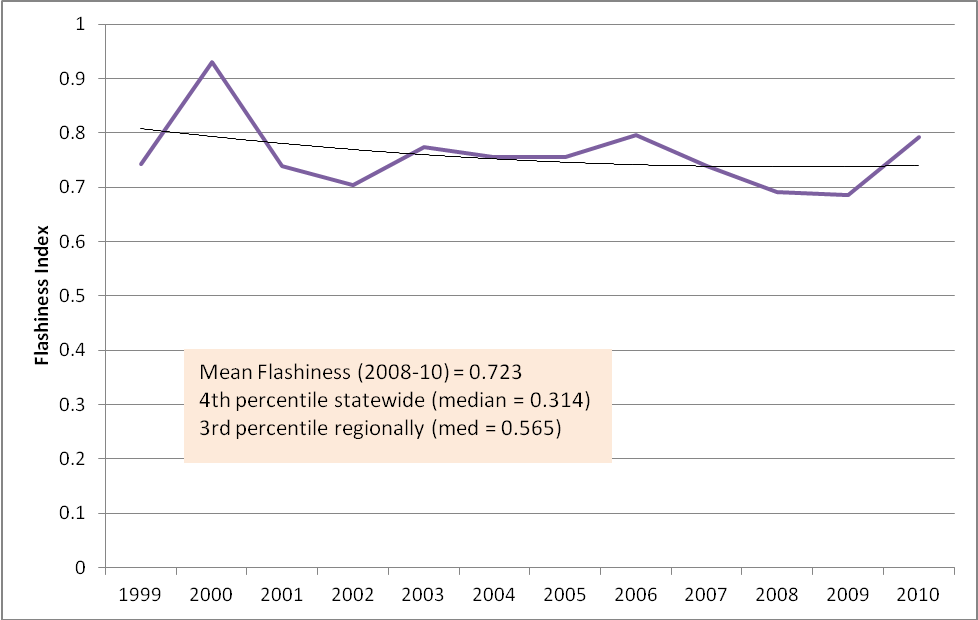 1
0.9
0.8
0.7
0.6
0.5
0.4
0.3
0.2
0.1
0
Flashiness Index
Mean Flashiness (2008-10) = 0.723
4th percentile statewide (median = 0.314)
3rd percentile regionally (med = 0.565)
1999 2000 2001 2002 2003 2004 2005 2006 2007 2008 2009 2010